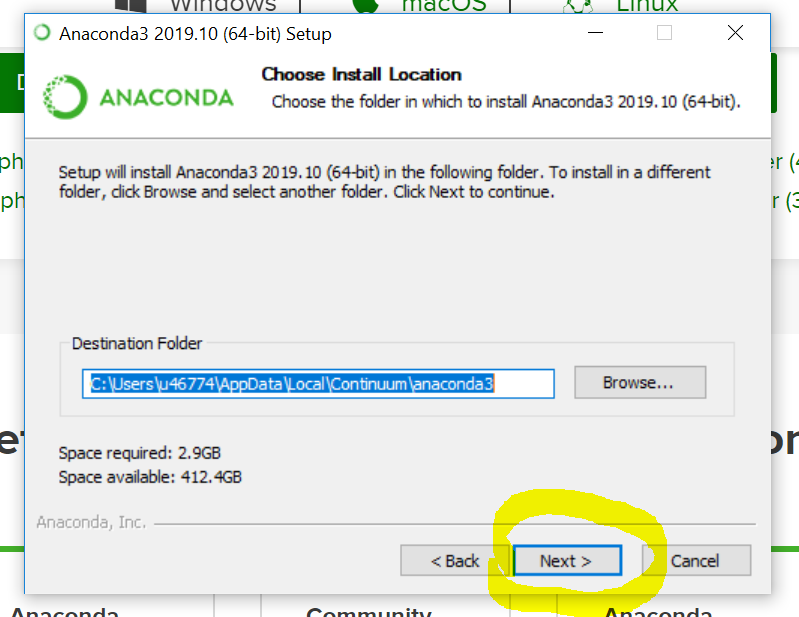 Windows macOS Linux
Anaconda3 2019.10 (64-bit) Setup
Choose Install Location
ANACONDA
Choose the folder in which to install Anaconda3 2019.10 (64-bit).
Setup will install Anaconda3 2019.10 (64-bit) in the following folder. To install in a different
folder, click Browse and select another folder. Click Next to continue.
Destination Folder
C:\Users\u46774\AppData\Local\Continuum\anaconda3
Browse...
Space required: 2.9GB
Space available: 412.4GB
Anaconda, Inc.
< Back Next > Cancel
Anaconda Community Anaconda